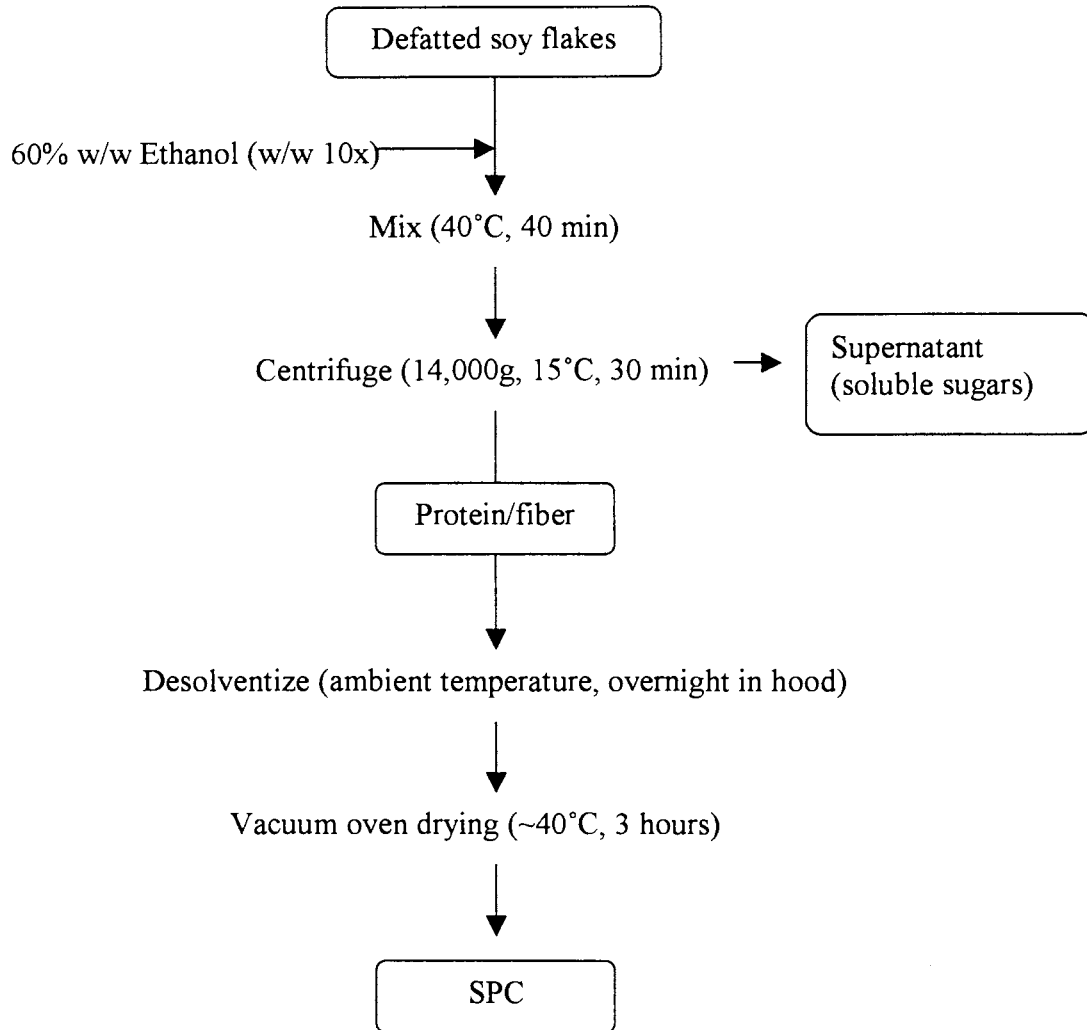 Defatted soy flakes
60% w/w Ethanol (w/w 10x)
Mix (40˚C, 40 min)
Centrifuge (14,000g, 15˚C, 30 min)
Supernatant
(soluble sugars)
Protein/fiber
Desolventize (ambient temperature, overnight in hood)
Vacuum oven drying (~40˚C, 3 hours)
SPC